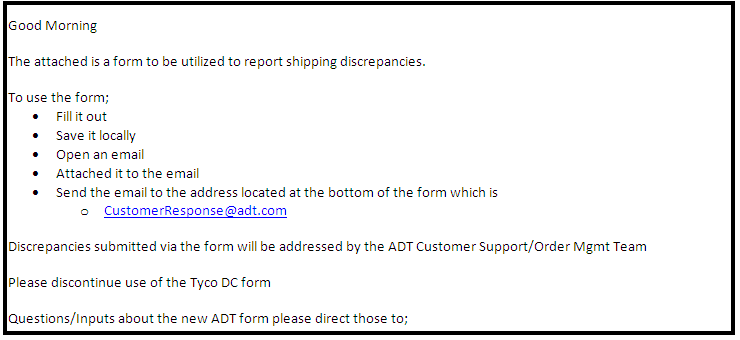 Good Morning
The attached is a form to be utilized to report shipping discrepancies.
To use the form;
• Fill it out
• Save it locally
• Open an email
• Attached it to the email
• Send the email to the address located at the bottom of the form which is
o CustomerResponse@adt.com
Discrepancies submitted via the form will be addressed by the ADT Customer Support/Order Mgmt Team
Please discontinue use of the Tyco DC form
Questions/Inputs about the new ADT form please direct those to;